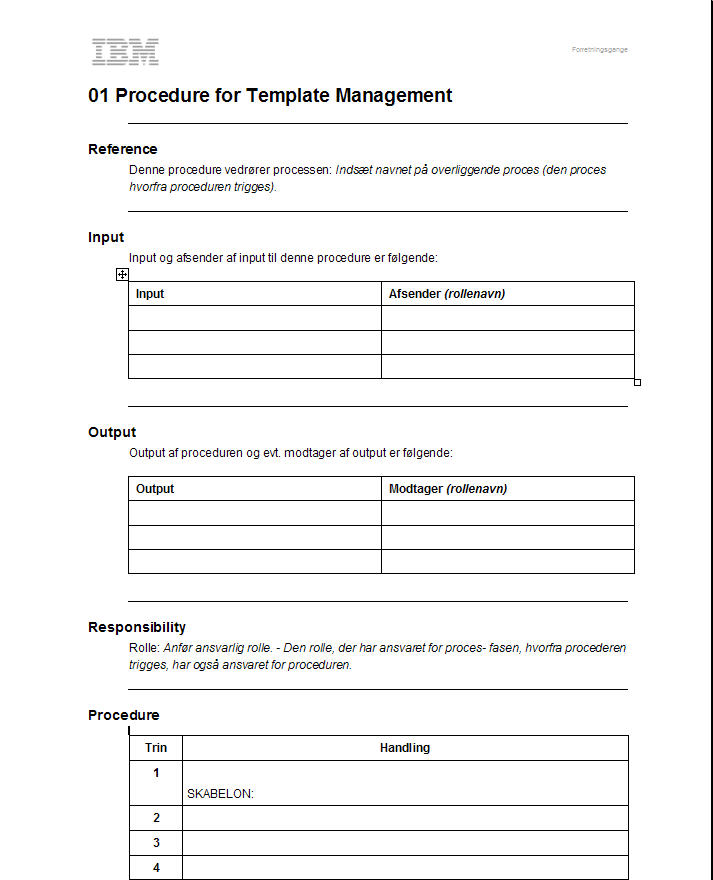 IBM
Forretningsgange
01 Procedure for Template Management
Reference
Denne procedure vedrører processen: Indsæt navnet på overliggende proces (den proces
hvorfra proceduren trigges).
Input
Input og afsender af input til denne procedure er følgende:
Input Afsender (rollenavn)
Output
Output af proceduren og evt. modtager af output er følgende:
Output Modtager (rollenavn)
Responsibility
Rolle: Anfør ansvarlig rolle. - Den rolle, der har ansvaret for proces- fasen, hvorfra procederen
trigges, har også ansvaret for proceduren.
Procedure
Trin Handling
1
SKABELON:
2
3
4